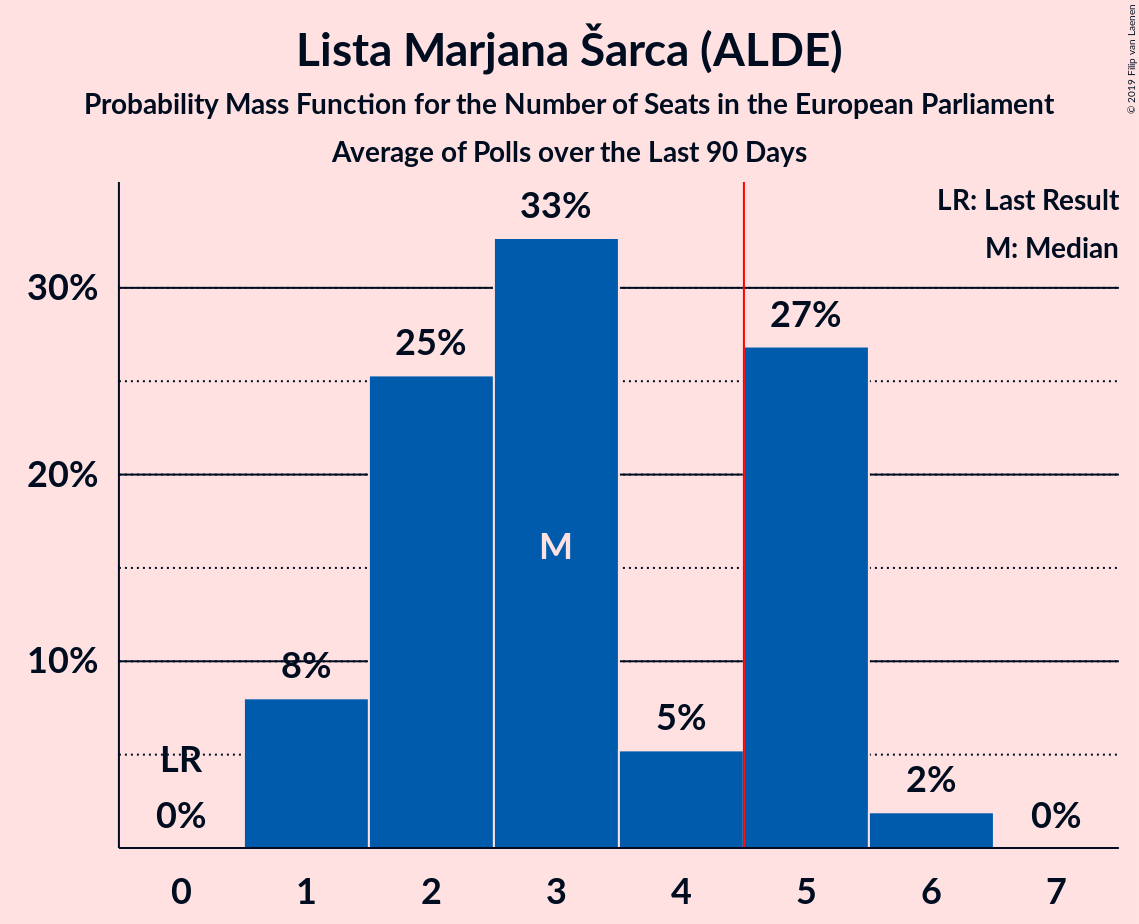 Lista Marjana Šarca (ALDE)
Probability Mass Function for the Number of Seats in the European Parliament
Average of Polls over the Last 90 Days
© 2019 Filip van Laenen
LR: Last Result
M: Median
33%
30%
27%
25%
20%
M
10%
8%
5%
LR
2%
0%
0%
0 1 2 3 4 5 6 7